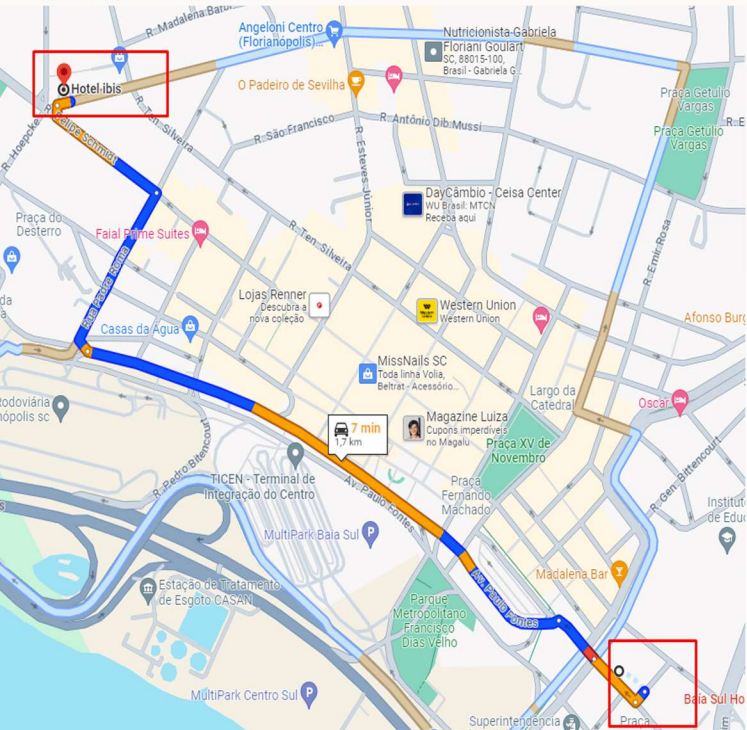 R. Madalena Barbi
Angeloni Centro
(Florianópolis)...
Nutricionista Gabriela
Floriani Goulart
SC, 88015-100,
Brasil - Gabriela G...
Hotel ibis
O Padeiro de Sevilha
Praça Getúlio
Vargas
Praça Getúlio
Vargas
R. E
R. Hoepcke
R. Felipe Schmidt
R. Ten. Silveira
R. São Francisco
R. Antônio Dib Mussi
R. Esteves Júnior
DayCâmbio - Ceisa Center
WU Brasil: MTCN
Receba aqui
Praça do
Desterro
Faial Prime Suites
R. Ten. Silveira
R. Emir Rosa
Rua Padre Roma
Lojas Renner
Descubra a
nova coleção
Western Union
Western Union
Afonso Burg
Casas da Água
MissNails SC
Toda linha Volia,
Beltrat - Acessório...
Largo da
Catedral
Oscar
Rodoviária
nópolis sc
Magazine Luiza
Cupons imperdíveis
no Magalu
7 min
1,7 km
Praça XV de
Novembro
R. Pedro Bitencourt
TICEN - Terminal de
Integração do Centro
Av. Paulo Fontes
Praça
Fernando
Machado
R. Gen. Bittencourt
Institut
de Educ
MultiPark Baia Sul
Estação de Tratamento
de Esgoto CASAN
Av. Paulo Fontes
Madalena Bar
Parque
Metropolitano
Francisco
Dias Velho
MultiPark Centro Sul
Baía Sul Ho
Superintendência
Praça